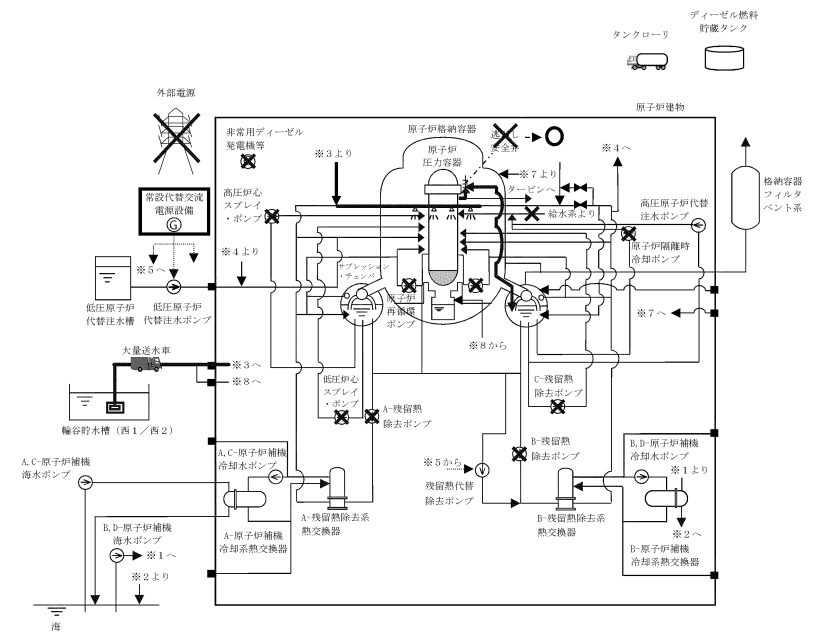 ディーゼル燃料
貯蔵タンク
タンクローリ
外部電源
原子炉建物
非常用ディーゼル
発電機等
原子炉格納容器
逃がし
安全弁
原子炉
圧力容器
※3より
※4へ
※7より
タービンへ
格納容器
フィルタ
ベント系
常設代替交流
電源設備
G
高圧炉心
スプレイ
・ポンプ
高圧原子炉代替
注水ポンプ
給水系より
原子炉隔離時
冷却ポンプ
※4より
※5へ
サプレッション
・チェンバ
低圧原子炉
代替注水槽
低圧原子炉
代替注水ポンプ
原子炉
再循環
ポンプ
※7へ
※8から
大量送水車
※3へ
※8へ
輪谷貯水槽(西1/西2)
低圧炉心
スプレイ
・ポンプ
A-残留熱
除去ポンプ
C-残留熱
除去ポンプ
B-残留熱
除去ポンプ
A,C-原子炉補機
海水ポンプ
A,C-原子炉補機
冷却水ポンプ
※5から
残留熱代替
除去ポンプ
B,D-原子炉補機
冷却水ポンプ
※1より
A-残留熱除去系
熱交換器
B-残留熱除去系
熱交換器
※2へ
B,D-原子炉補機
海水ポンプ
※1へ
※2より
A-原子炉補機
冷却系熱交換器
B-原子炉補機
冷却系熱交換器
海